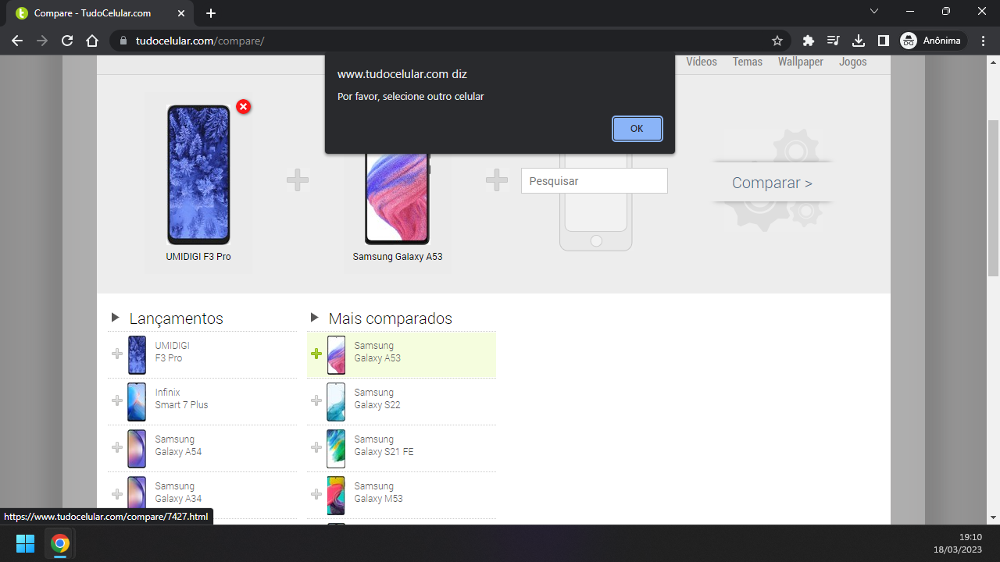 Compare - TudoCelular.com
tudocelular.com/compare/
Anônima
Vídeos
Temas
Wallpaper
Jogos
www.tudocelular.com diz
Por favor, selecione outro celular
OK
Pesquisar
Comparar >
UMIDIGI F3 Pro
Samsung Galaxy A53
Lançamentos
UMIDIGI
F3 Pro
Infinix
Smart 7 Plus
Samsung
Galaxy A54
Samsung
Galaxy A34
Mais comparados
Samsung
Galaxy A53
Samsung
Galaxy S22
Samsung
Galaxy S21 FE
Samsung
Galaxy M53
https://www.tudocelular.com/compare/7427.html
19:10
18/03/2023